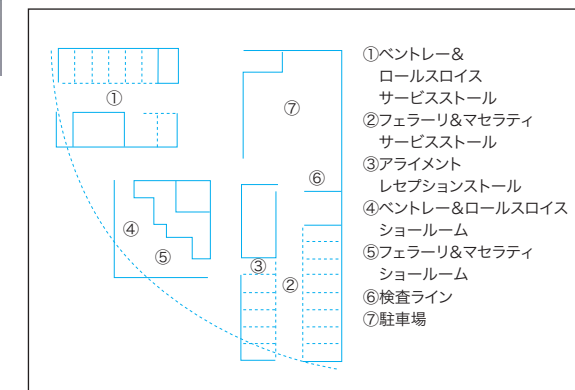 ①
⑦
⑥
④
⑤
③
②
①ベントレー&
ロールスロイス
サービスストール
②フェラーリ&マセラティ
サービスストール
③アライメント
レセプションストール
④ベントレー&ロールスロイス
ショールーム
⑤フェラーリ&マセラティ
ショールーム
⑥検査ライン
⑦駐車場